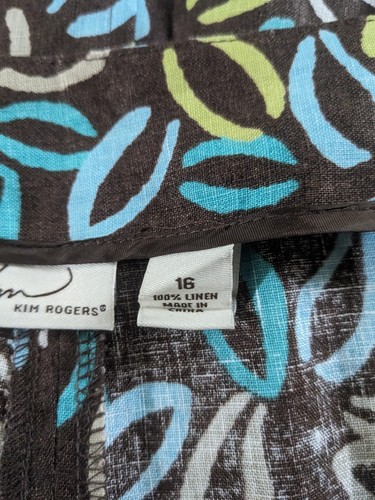 KIM ROGERS®
16
100% LINEN
MADE IN
CHINA